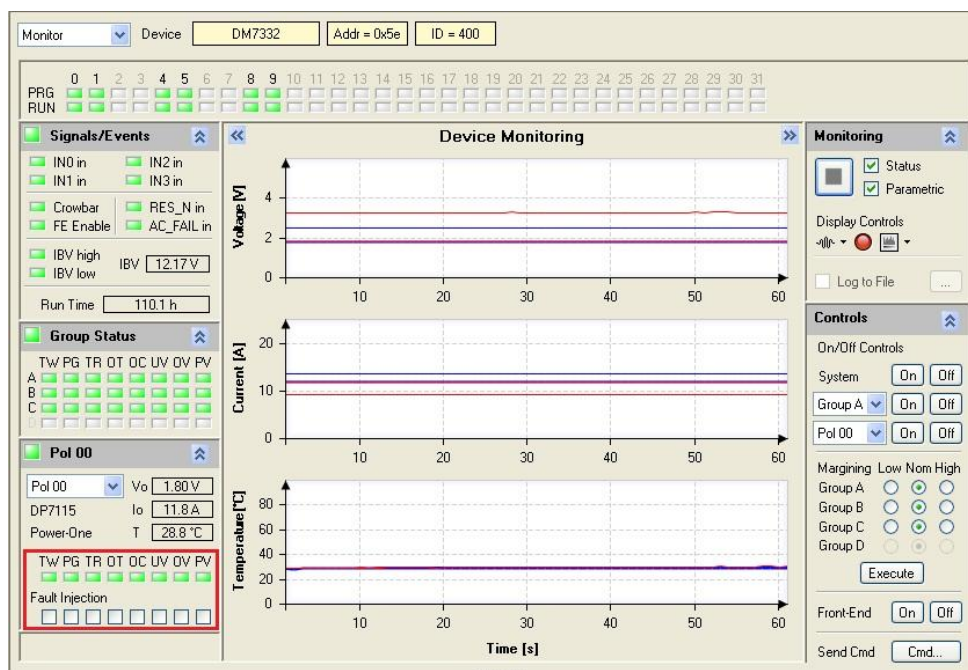 Monitor Device DM7332 Addr = 0x5e ID = 400
0 1 2 3 4 5 6 7 8 9 10 11 12 13 14 15 16 17 18 19 20 21 22 23 24 25 26 27 28 29 30 31
PRG
RUN
Signals/Events
IN0 in IN2 in
IN1 in IN3 in
Crowbar RES_N in
FE Enable AC_FAIL in
IBV high
IBV low
IBV 12.17 V
Run Time 110.1 h
Group Status
TW PG TR OT OC UV OV PV
A
B
C
D
Pol 00
Pol 00 Vo 1.80 V
DP7115 Io 11.8 A
Power-One T 28.8 °C
TW PG TR OT OC UV OV PV
Fault Injection
Device Monitoring
Voltage [V]
4
2
0
10 20 30 40 50 60
Current [A]
20
10
0
10 20 30 40 50 60
Temperature [°C]
80
60
40
20
0
10 20 30 40 50 60
Time [s]
Monitoring
Status
Parametric
Display Controls
Log to File ...
Controls
On/Off Controls
System On Off
Group A On Off
Pol 00 On Off
Margining Low Nom High
Group A
Group B
Group C
Group D
Execute
Front-End On Off
Send Cmd Cmd...